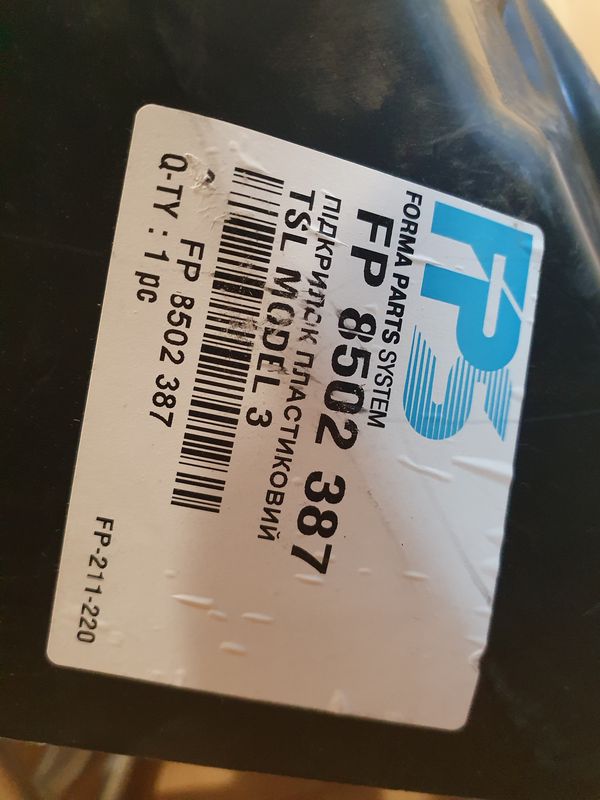 FPS
FORMA PARTS SYSTEM
FP 8502 387
ПІДКРИЛОК ПЛАСТИКОВИЙ
TSL MODEL 3
FP 8502 387
Q-TY : 1 pc
FP-211-220